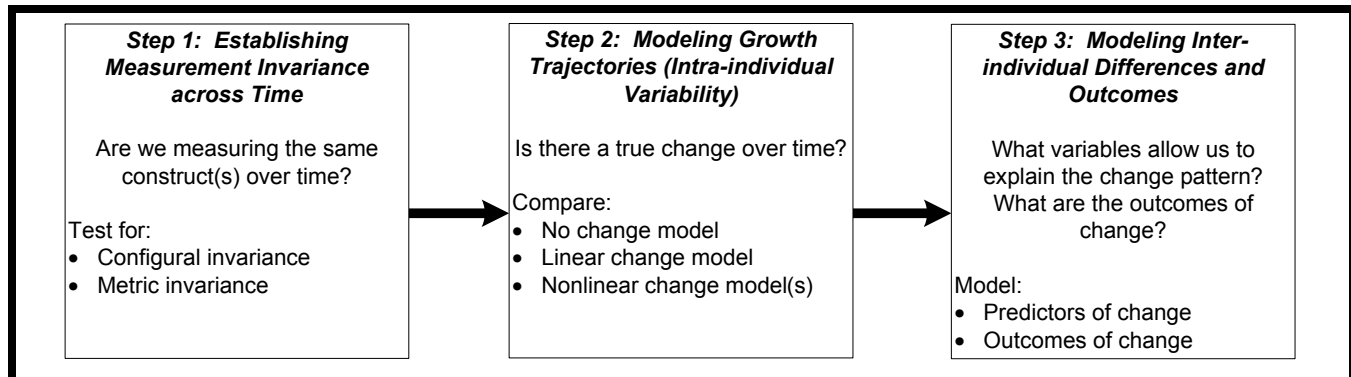 Step 1:  Establishing
Measurement Invariance
across Time
Are we measuring the same
construct(s) over time?
Test for:
• Configural invariance
• Metric invariance
Step 2:  Modeling Growth
Trajectories (Intra-individual
Variability)
Is there a true change over time?
Compare:
• No change model
• Linear change model
• Nonlinear change model(s)
Step 3:  Modeling Inter-
individual Differences and
Outcomes
What variables allow us to
explain the change pattern?
What are the outcomes of
change?
Model:
• Predictors of change
• Outcomes of change